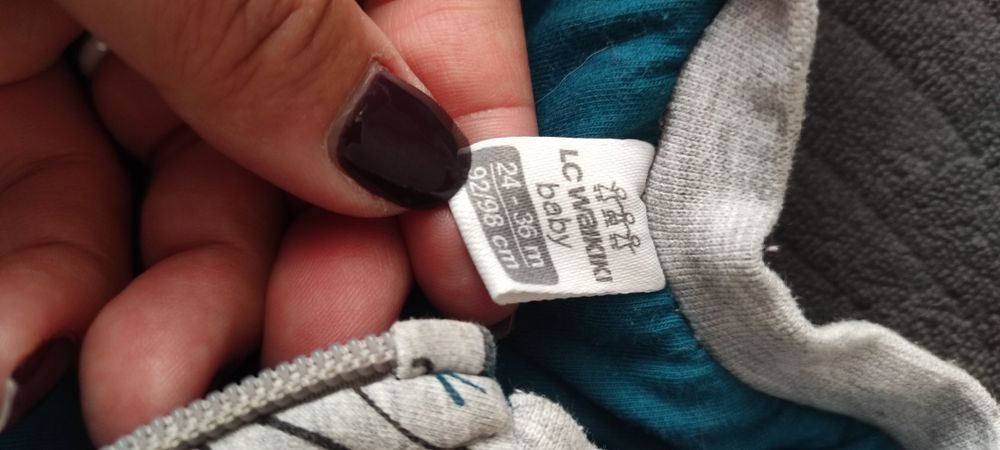 LC WAIKIKI
baby
24 - 36 m
92/98 cm